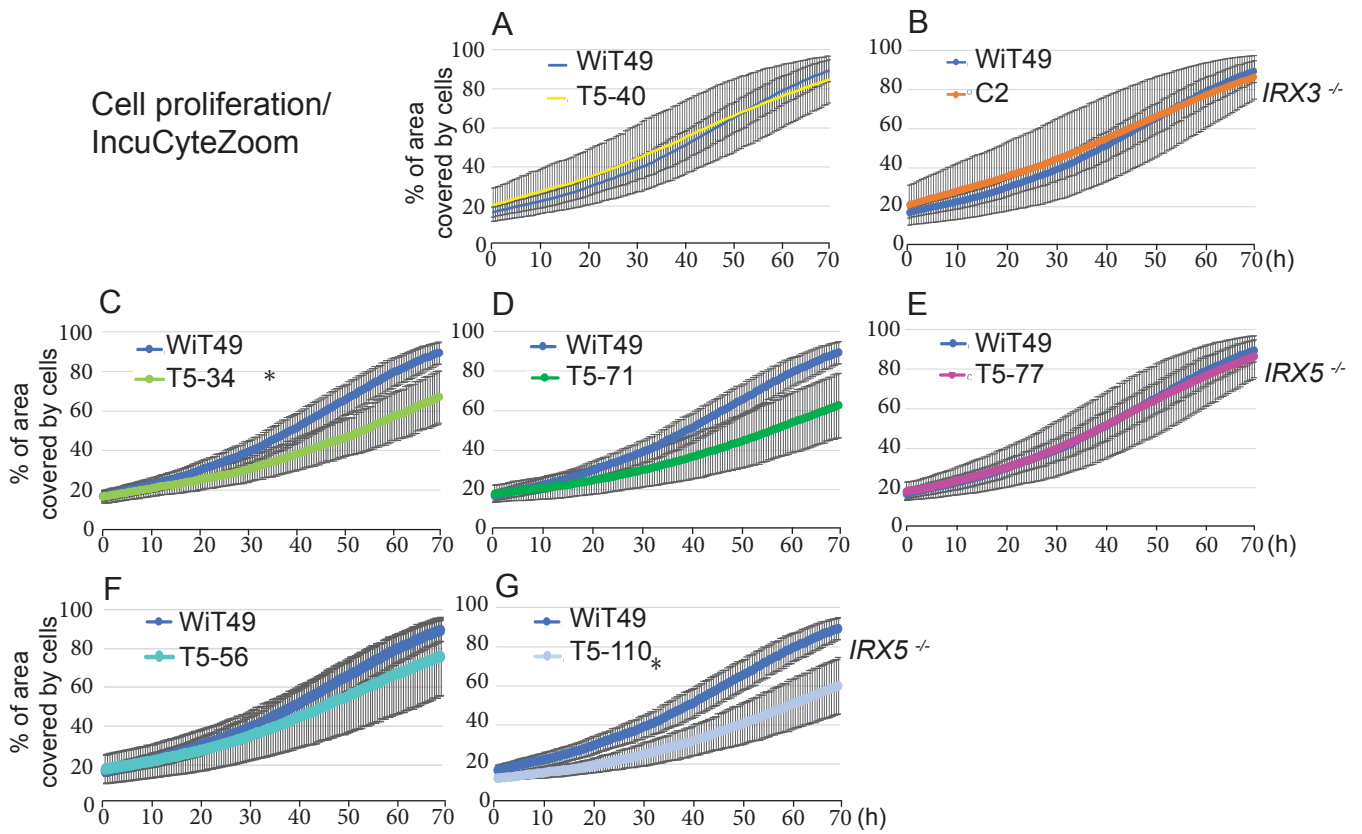 Cell proliferation/
IncuCyteZoom
A
% of area
covered by cells
100
80
60
40
20
0
WiT49
T5-40
0 10 20 30 40 50 60 70
B
100
80
60
40
20
0
WiT49
C2
IRX3 -/-
0 10 20 30 40 50 60 70 (h)
C
% of area
covered by cells
100
80
60
40
20
0
WiT49
T5-34 *
0 10 20 30 40 50 60 70
D
100
80
60
40
20
0
WiT49
T5-71
0 10 20 30 40 50 60 70
E
100
80
60
40
20
0
WiT49
T5-77
IRX5 -/-
0 10 20 30 40 50 60 70 (h)
F
% of area
covered by cells
100
80
60
40
20
0
WiT49
T5-56
0 10 20 30 40 50 60 70
G
100
80
60
40
20
0
WiT49
T5-110 *
IRX5 -/-
0 10 20 30 40 50 60 70 (h)